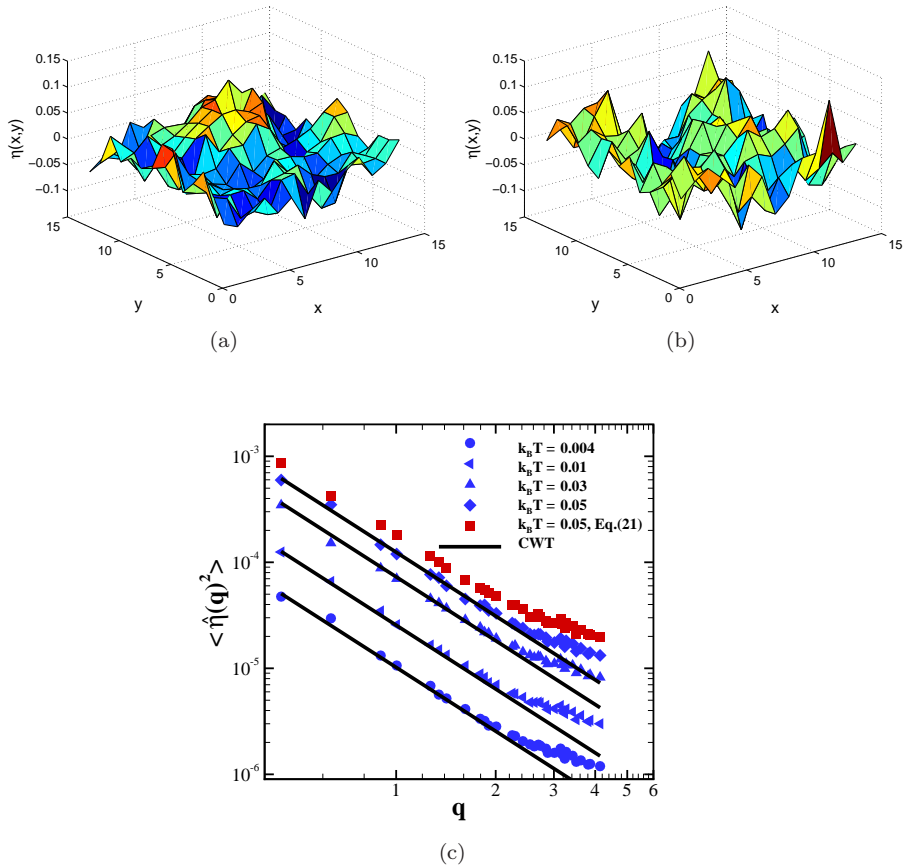 0.15
0.1
0.05
0
−0.05
−0.1
η(x,y)
15
10
5
0
y
0
5
10
15
x
(a)
0.15
0.1
0.05
0
−0.05
−0.1
η(x,y)
15
10
5
0
y
0
5
10
15
x
(b)
10⁻³
10⁻⁴
10⁻⁵
10⁻⁶
<η̂(q)²>
k_BT = 0.004
k_BT = 0.01
k_BT = 0.03
k_BT = 0.05
k_BT = 0.05, Eq.(21)
CWT
1
2
3
4
5
6
q
(c)